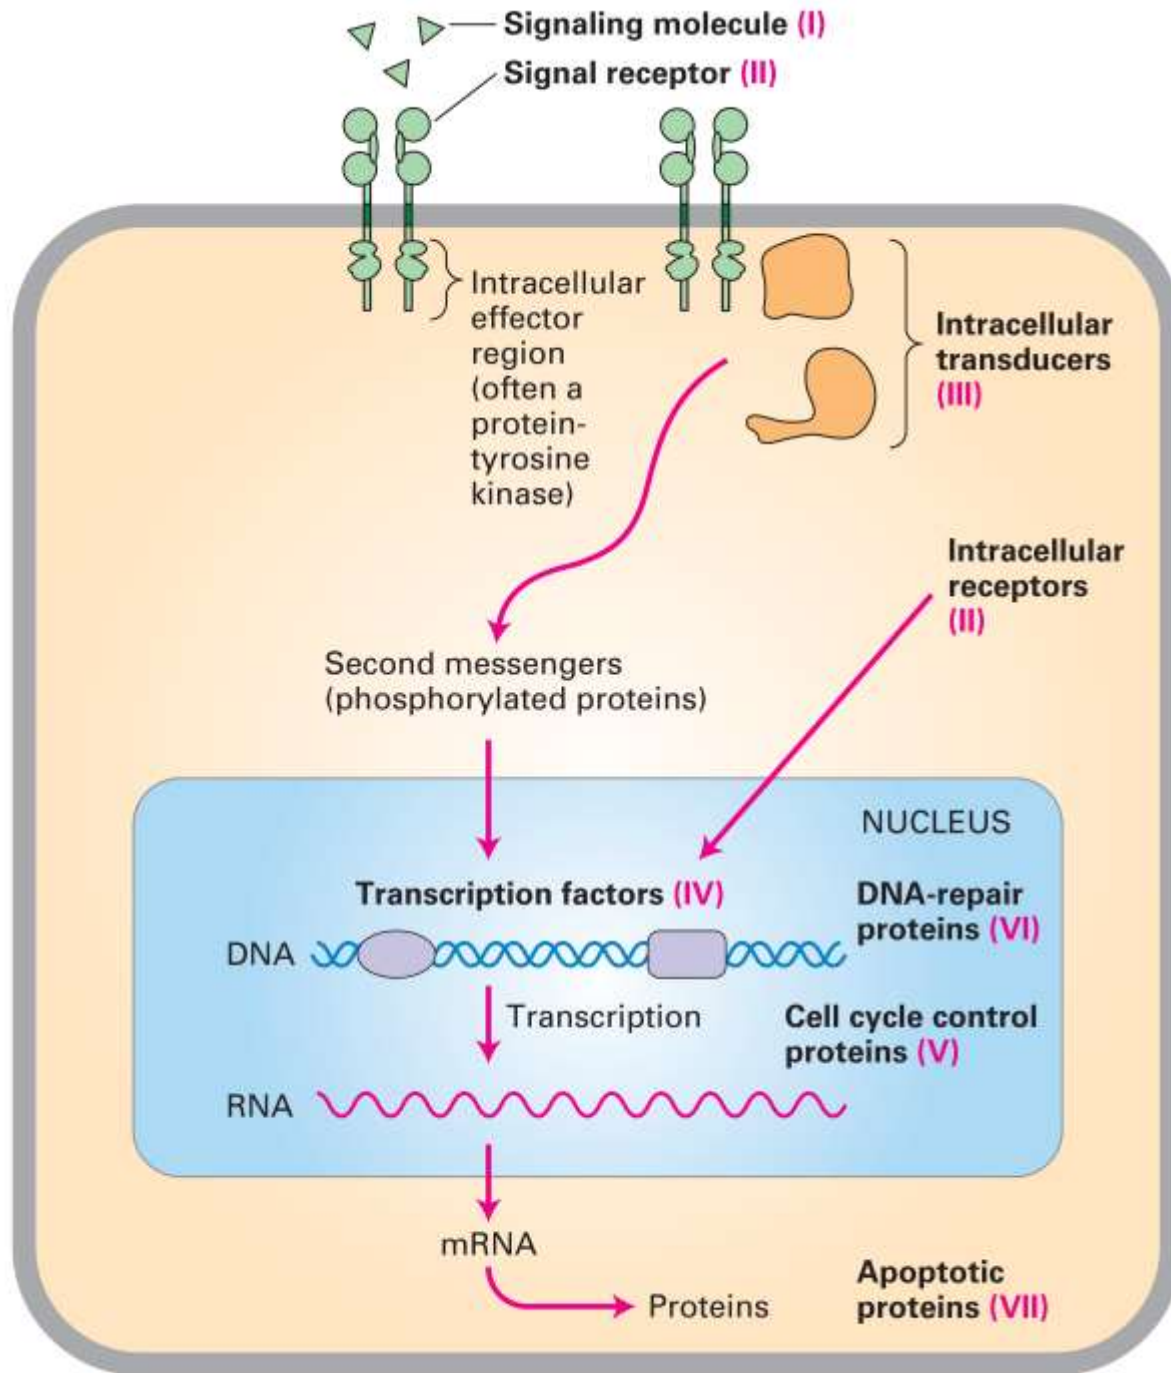 Signaling molecule (I)
Signal receptor (II)
Intracellular
effector
region
(often a
protein-
tyrosine
kinase)
Intracellular
transducers
(III)
Intracellular
receptors
(II)
Second messengers
(phosphorylated proteins)
NUCLEUS
Transcription factors (IV)
DNA-repair
proteins (VI)
DNA
Transcription
Cell cycle control
proteins (V)
RNA
mRNA
Proteins
Apoptotic
proteins (VII)